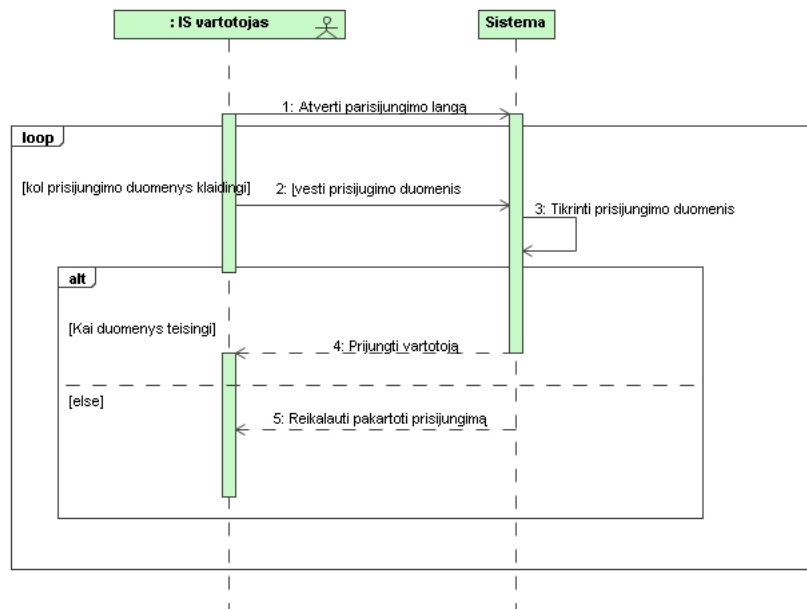 : IS vartotojas
Sistema
1: Atverti parisijungimo langą
loop
[kol prisijungimo duomenys klaidingi]
2: Įvesti prisijugimo duomenis
3: Tikrinti prisijungimo duomenis
alt
[Kai duomenys teisingi]
4: Prijungti vartotoją
[else]
5: Reikalauti pakartoti prisijungimą